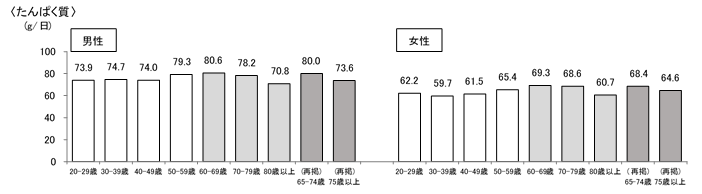 〈たんぱく質〉
(g/日)
男性
女性
100
80
60
40
20
0
73.9 74.7 74.0 79.3 80.6 78.2 70.8 80.0 73.6
62.2 59.7 61.5 65.4 69.3 68.6 60.7 68.4 64.6
20-29歳 30-39歳 40-49歳 50-59歳 60-69歳 70-79歳 80歳以上 (再掲) (再掲)
65-74歳 75歳以上
20-29歳 30-39歳 40-49歳 50-59歳 60-69歳 70-79歳 80歳以上 (再掲) (再掲)
65-74歳 75歳以上